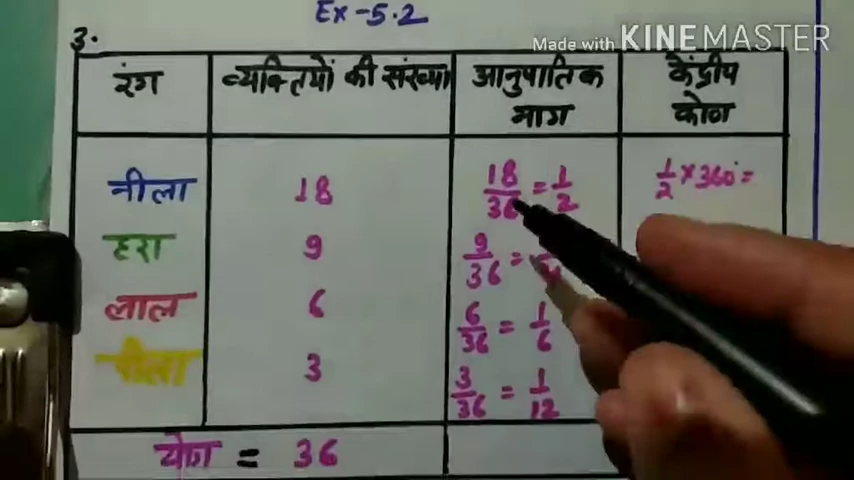 Ex-5.2
Made with KINEMASTER
3.
रंग व्यक्तियों की संख्या आनुपातिक भाग केंद्रीय कोण
नीला 18 18/36 = 1/2 1/2 × 360° =
हरा 9 9/36 =
लाल 6 6/36 = 1/6
पीला 3 3/36 = 1/12
योग = 36